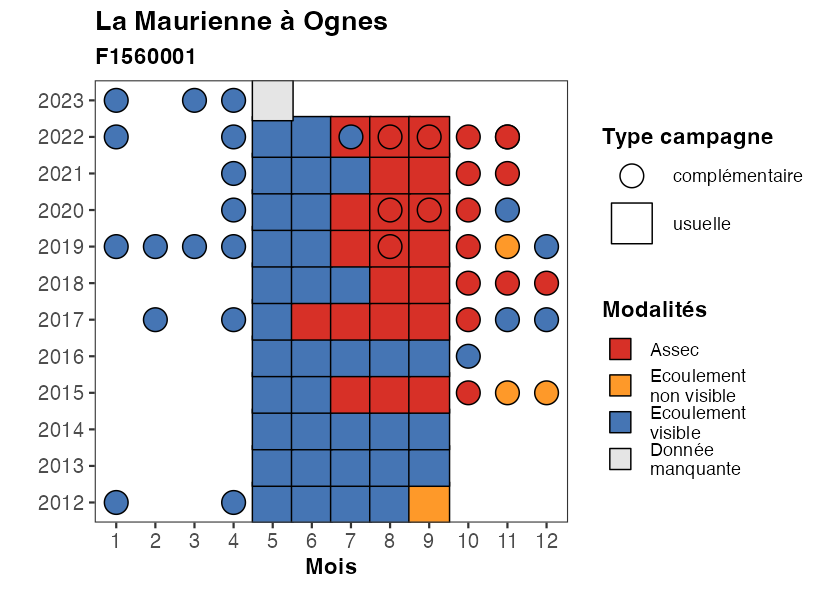 La Maurienne à Ognes
F1560001
2023
2022
2021
2020
2019
2018
2017
2016
2015
2014
2013
2012
1 2 3 4 5 6 7 8 9 10 11 12
Mois
Type campagne
complémentaire
usuelle
Modalités
Assec
Ecoulement
non visible
Ecoulement
visible
Donnée
manquante